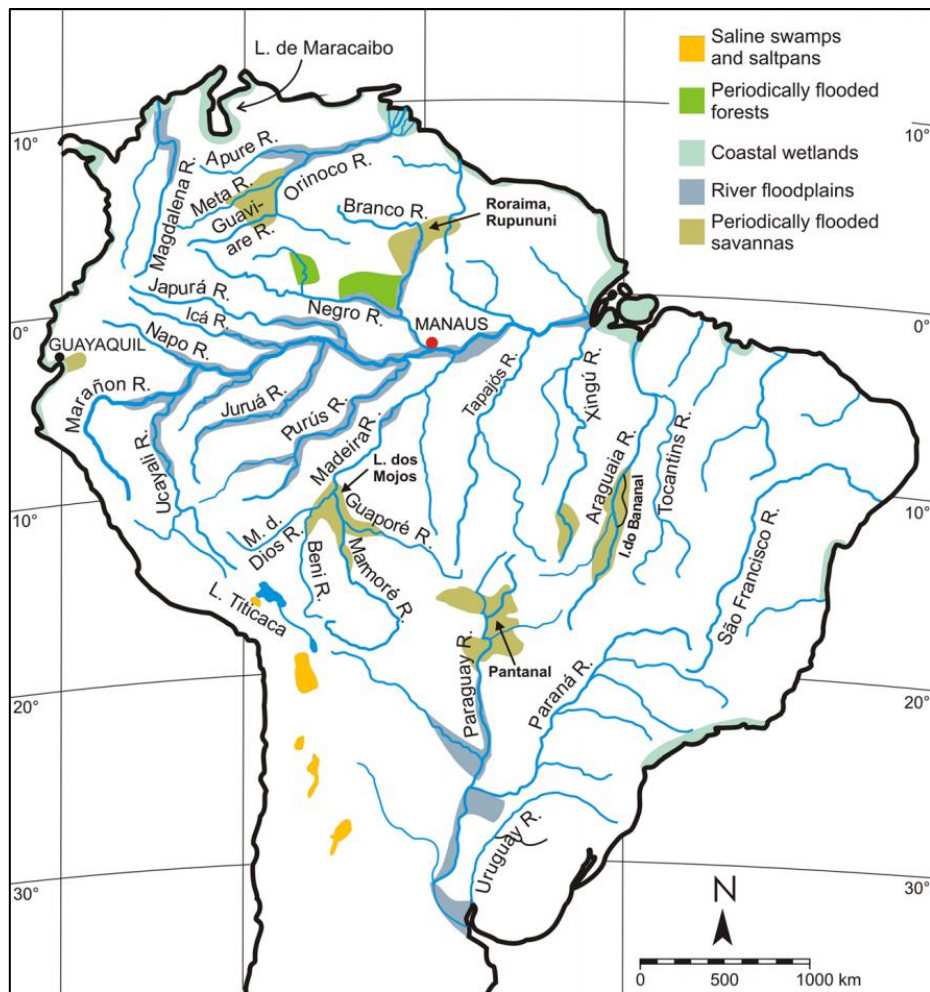 L. de Maracaibo
Saline swamps
and saltpans
Periodically flooded
forests
Coastal wetlands
River floodplains
Periodically flooded
savannas
10°
10°
Magdalena R.
Apure R.
Meta R.
Orinoco R.
Guavi-
are R.
Branco R.
Roraima,
Rupununi
Japurá R.
Icá R.
Negro R.
MANAUS
0°
0°
GUAYAQUIL
Napo R.
Marañon R.
Ucayali R.
Juruá R.
Purús R.
Madeira R.
Tapajós R.
Xingú R.
Araguaia R.
I.do Bananal
Tocantins R.
L. dos
Mojos
10°
10°
M. d.
Dios R.
Beni R.
Guaporé R.
Mamoré R.
São Francisco R.
L. Titicaca
Paraguay R.
Pantanal
Paraná R.
20°
20°
Uruguay R.
30°
30°
N
0 500 1000 km